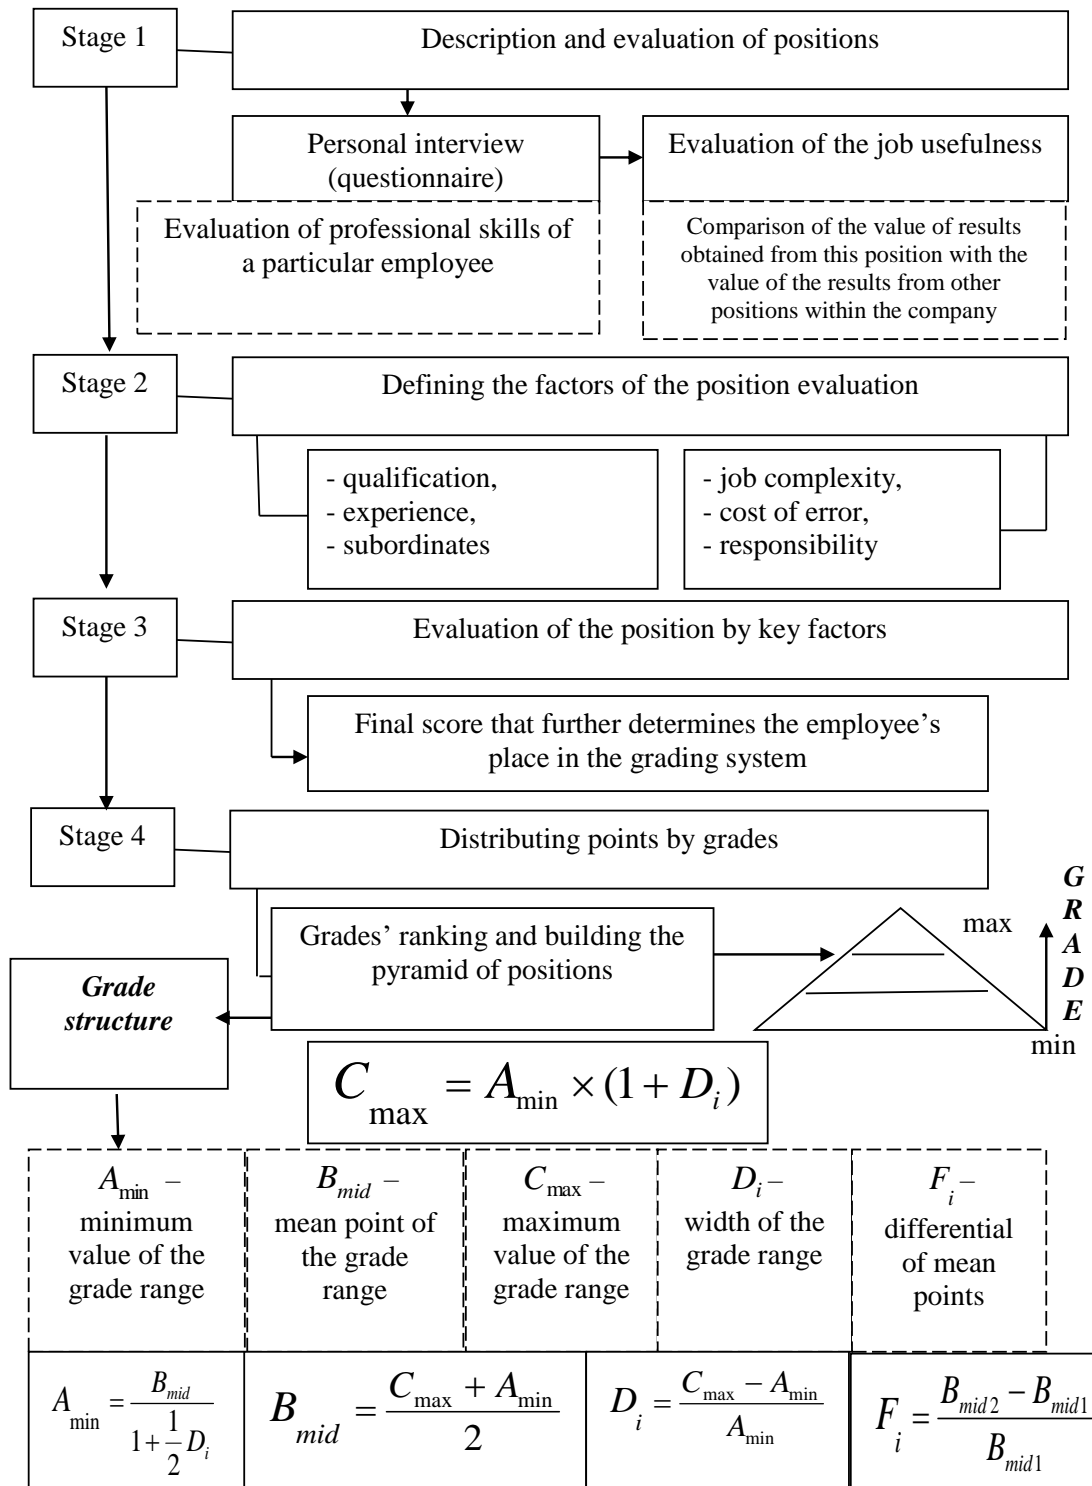 Stage 1
Description and evaluation of positions
Personal interview
(questionnaire)
Evaluation of the job usefulness
Evaluation of professional skills of
a particular employee
Comparison of the value of results
obtained from this position with the
value of the results from other
positions within the company
Stage 2
Defining the factors of the position evaluation
- qualification,
- experience,
- subordinates
- job complexity,
- cost of error,
- responsibility
Stage 3
Evaluation of the position by key factors
Final score that further determines the employee’s
place in the grading system
Stage 4
Distributing points by grades
Grades’ ranking and building the
pyramid of positions
max
min
G
R
A
D
E
Grade
structure
C_max = A_min × (1 + D_i)
A_min –
minimum
value of the
grade range
B_mid –
mean point of
the grade
range
C_max –
maximum
value of the
grade range
D_i –
width of the
grade range
F_i –
differential
of mean
points
A_min = B_mid / (1 + 1/2 D_i)
B_mid = (C_max + A_min) / 2
D_i = (C_max − A_min) / A_min
F_i = (B_mid2 − B_mid1) / B_mid1